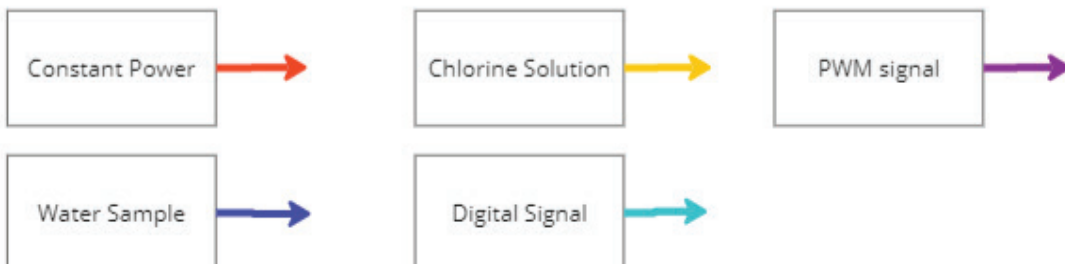 Constant Power
Chlorine Solution
PWM signal
Water Sample
Digital Signal